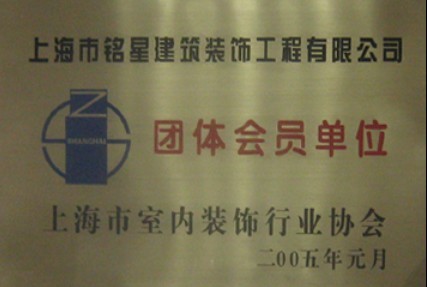 上海市铭星建筑装饰工程有限公司
SHANGHAI
团体会员单位
上海市室内装饰行业协会
二00五年元月